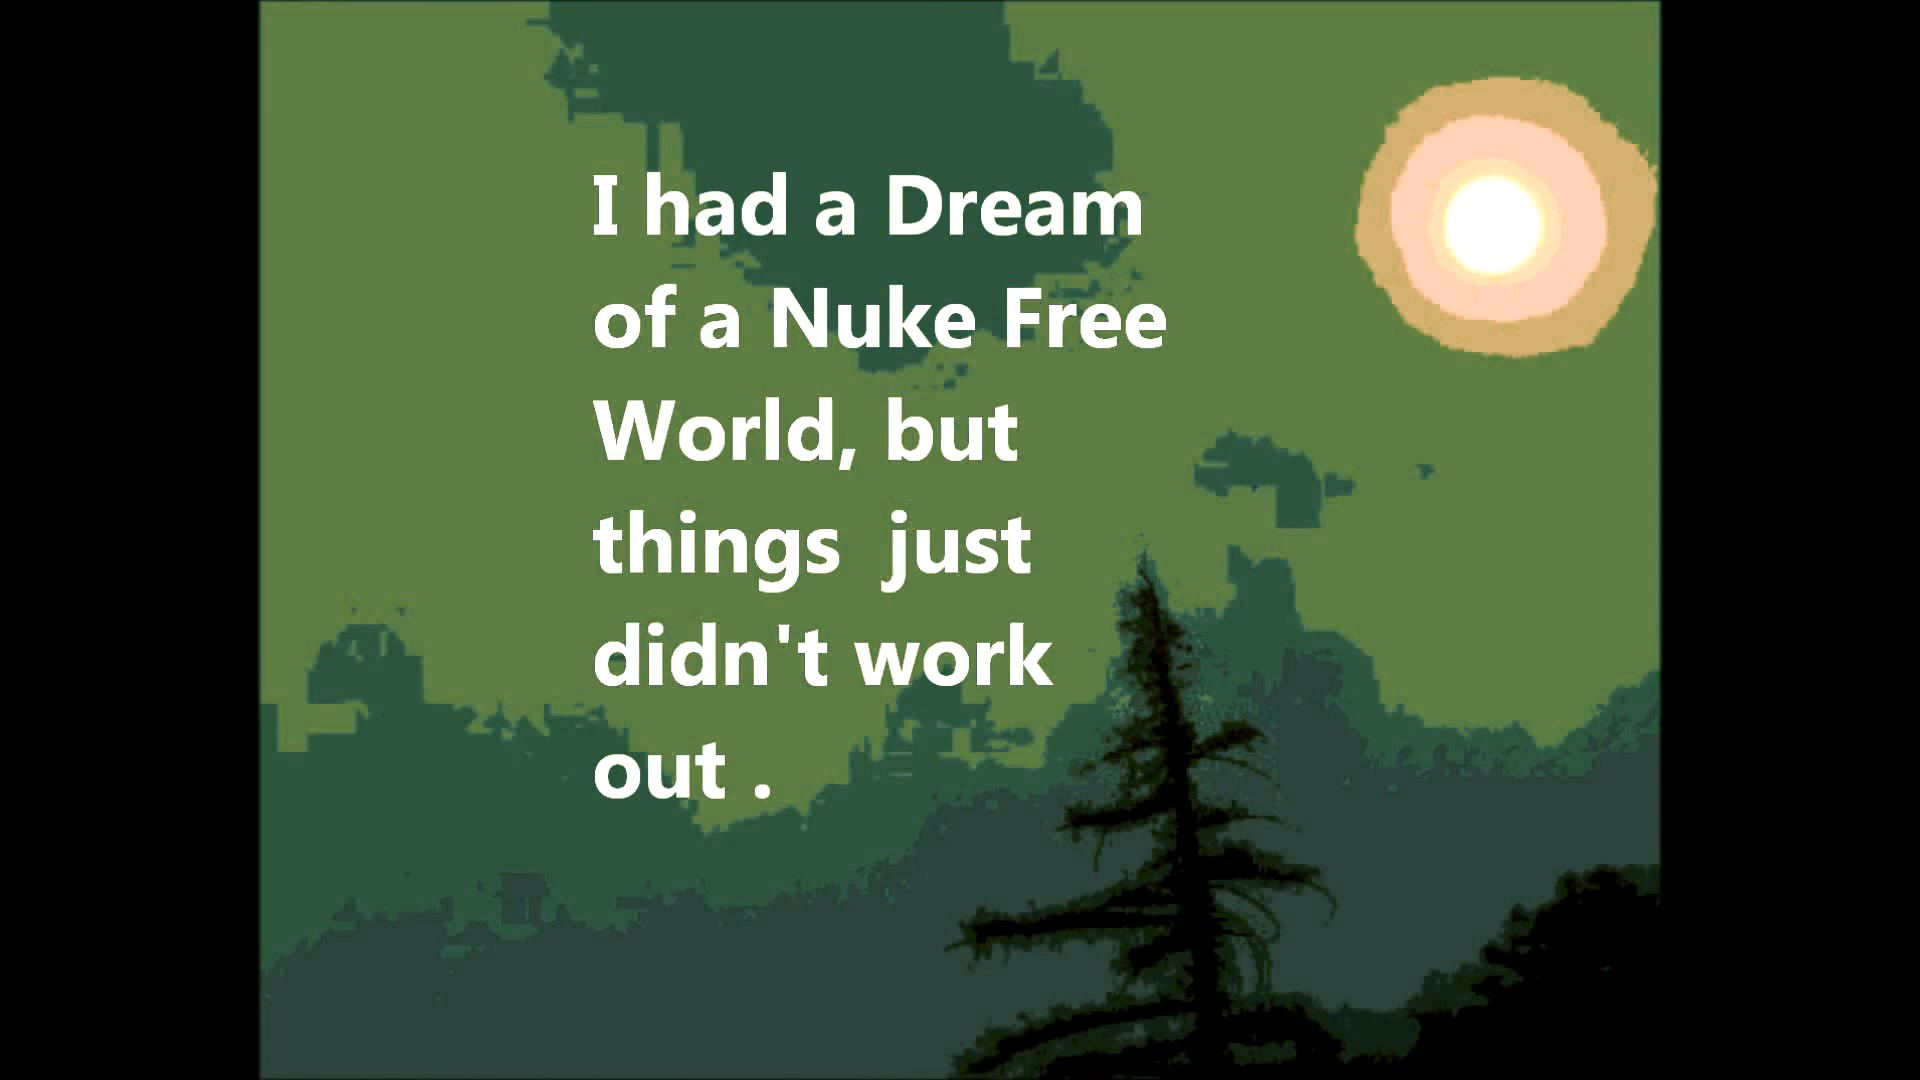 I had a Dream
of a Nuke Free
World, but
things  just
didn't work
out .